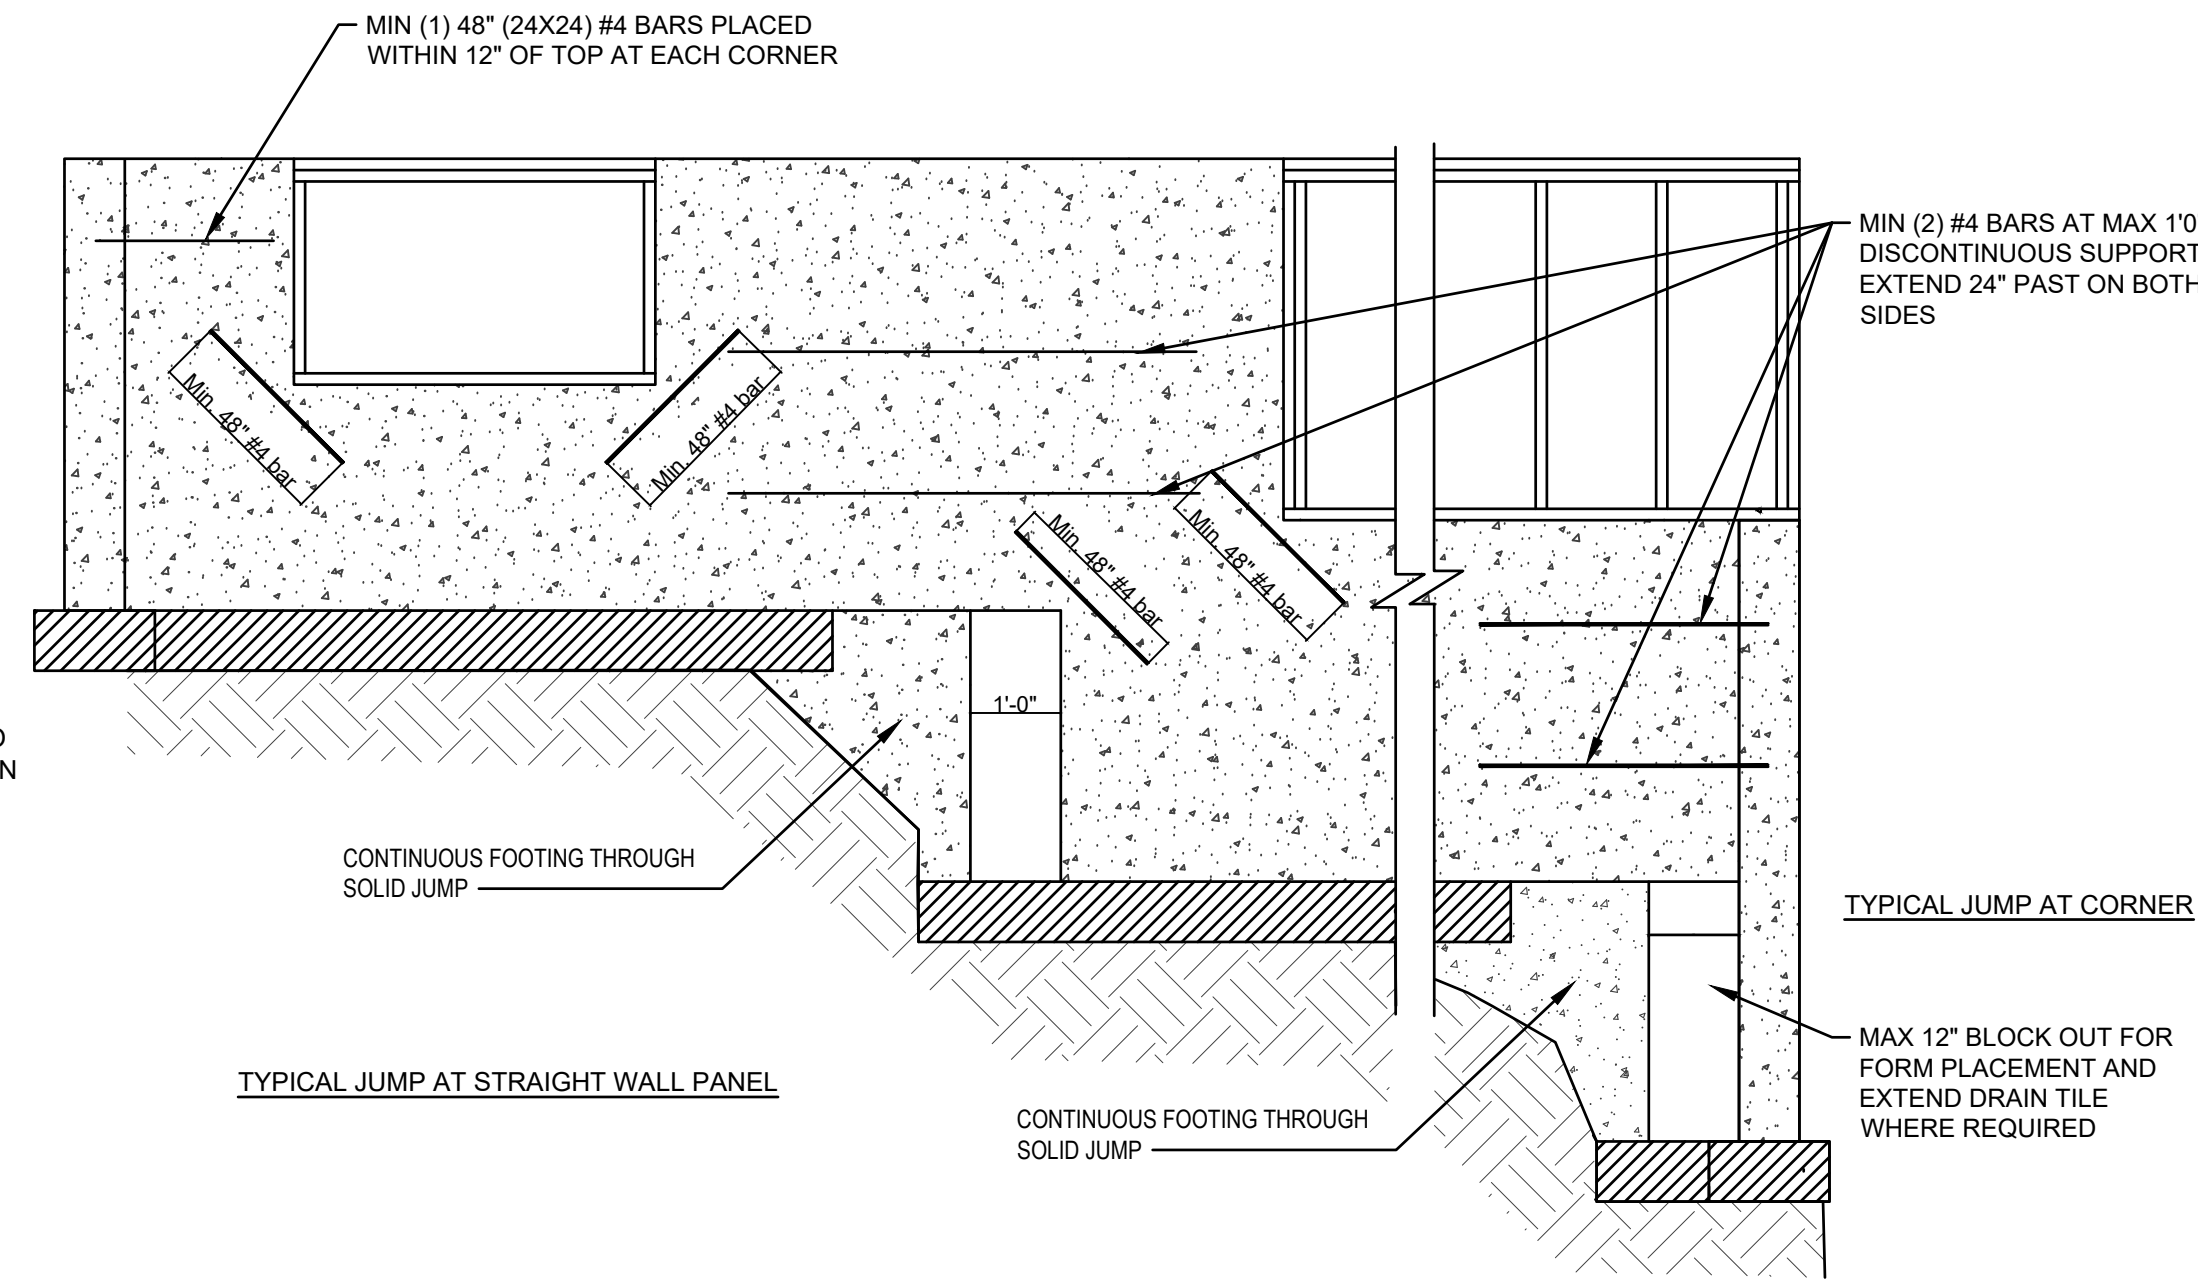 MIN (1) 48" (24X24) #4 BARS PLACED
WITHIN 12" OF TOP AT EACH CORNER
MIN (2) #4 BARS AT MAX 1'0
DISCONTINUOUS SUPPORT
EXTEND 24" PAST ON BOTH
SIDES
Min. 48" #4 bar
Min. 48" #4 bar
Min. 48" #4 bar
Min. 48" #4 bar
1'-0"
CONTINUOUS FOOTING THROUGH
SOLID JUMP
TYPICAL JUMP AT CORNER
MAX 12" BLOCK OUT FOR
FORM PLACEMENT AND
EXTEND DRAIN TILE
WHERE REQUIRED
TYPICAL JUMP AT STRAIGHT WALL PANEL
CONTINUOUS FOOTING THROUGH
SOLID JUMP